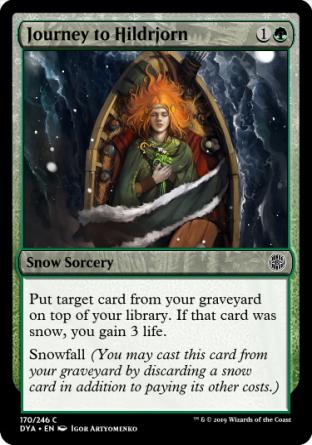 Journey to Hildrjorn 1
Snow Sorcery
Put target card from your graveyard
on top of your library. If that card was
snow, you gain 3 life.
Snowfall (You may cast this card from
your graveyard by discarding a snow
card in addition to paying its other costs.)
170/246 C
DYA • EN Igor Artyomenko
™ & © 2019 Wizards of the Coast